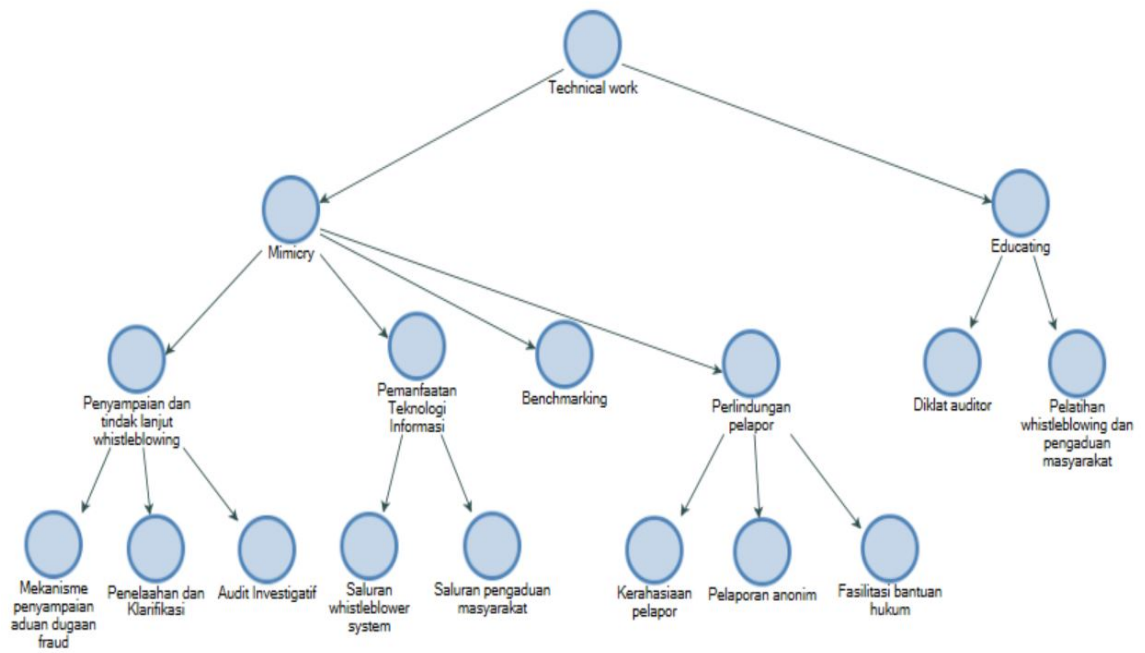 Technical work
Mimicry
Educating
Penyampaian dan
tindak lanjut
whistleblowing
Pemanfaatan
Teknologi
Informasi
Benchmarking
Perlindungan
pelapor
Diklat auditor
Pelatihan
whistleblowing dan
pengaduan
masyarakat
Mekanisme
penyampaian
aduan dugaan
fraud
Penelaahan dan
Klarifikasi
Audit Investigatif
Saluran
whistleblower
system
Saluran pengaduan
masyarakat
Kerahasiaan
pelapor
Pelaporan anonim
Fasilitasi bantuan
hukum